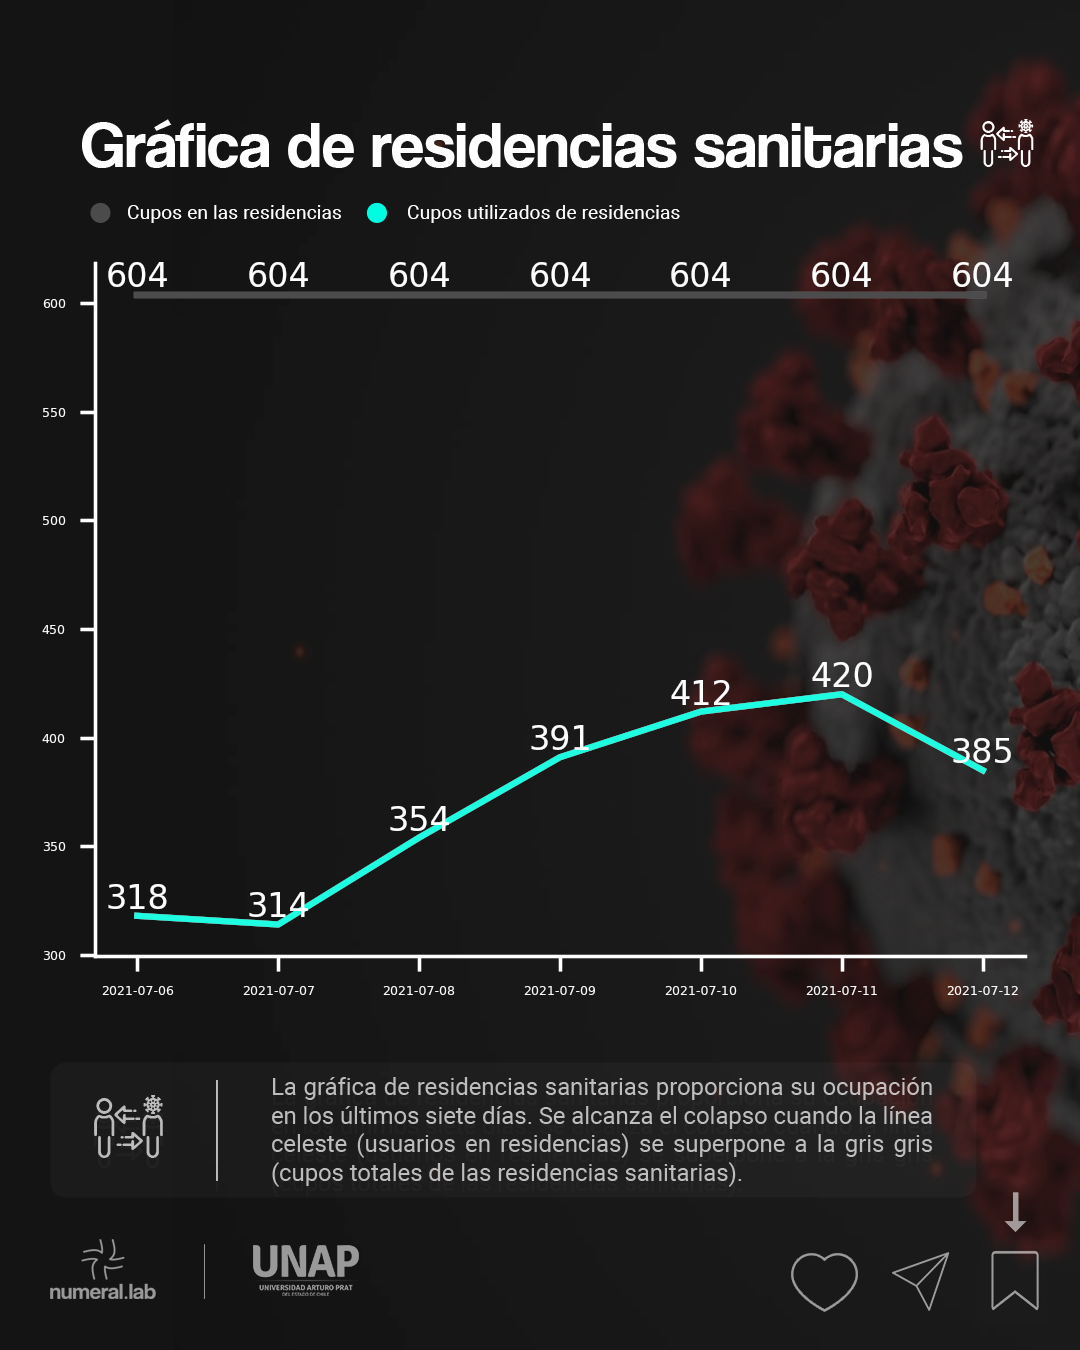 Gráfica de residencias sanitarias
Cupos en las residencias Cupos utilizados de residencias
604 604 604 604 604 604 604
600
550
500
450
400
350
300
318 314 354 391 412 420 385
2021-07-06 2021-07-07 2021-07-08 2021-07-09 2021-07-10 2021-07-11 2021-07-12
La gráfica de residencias sanitarias proporciona su ocupación
en los últimos siete días. Se alcanza el colapso cuando la línea
celeste (usuarios en residencias) se superpone a la gris gris
(cupos totales de las residencias sanitarias).
numeral.lab
UNAP
UNIVERSIDAD ARTURO PRAT
DEL ESTADO DE CHILE